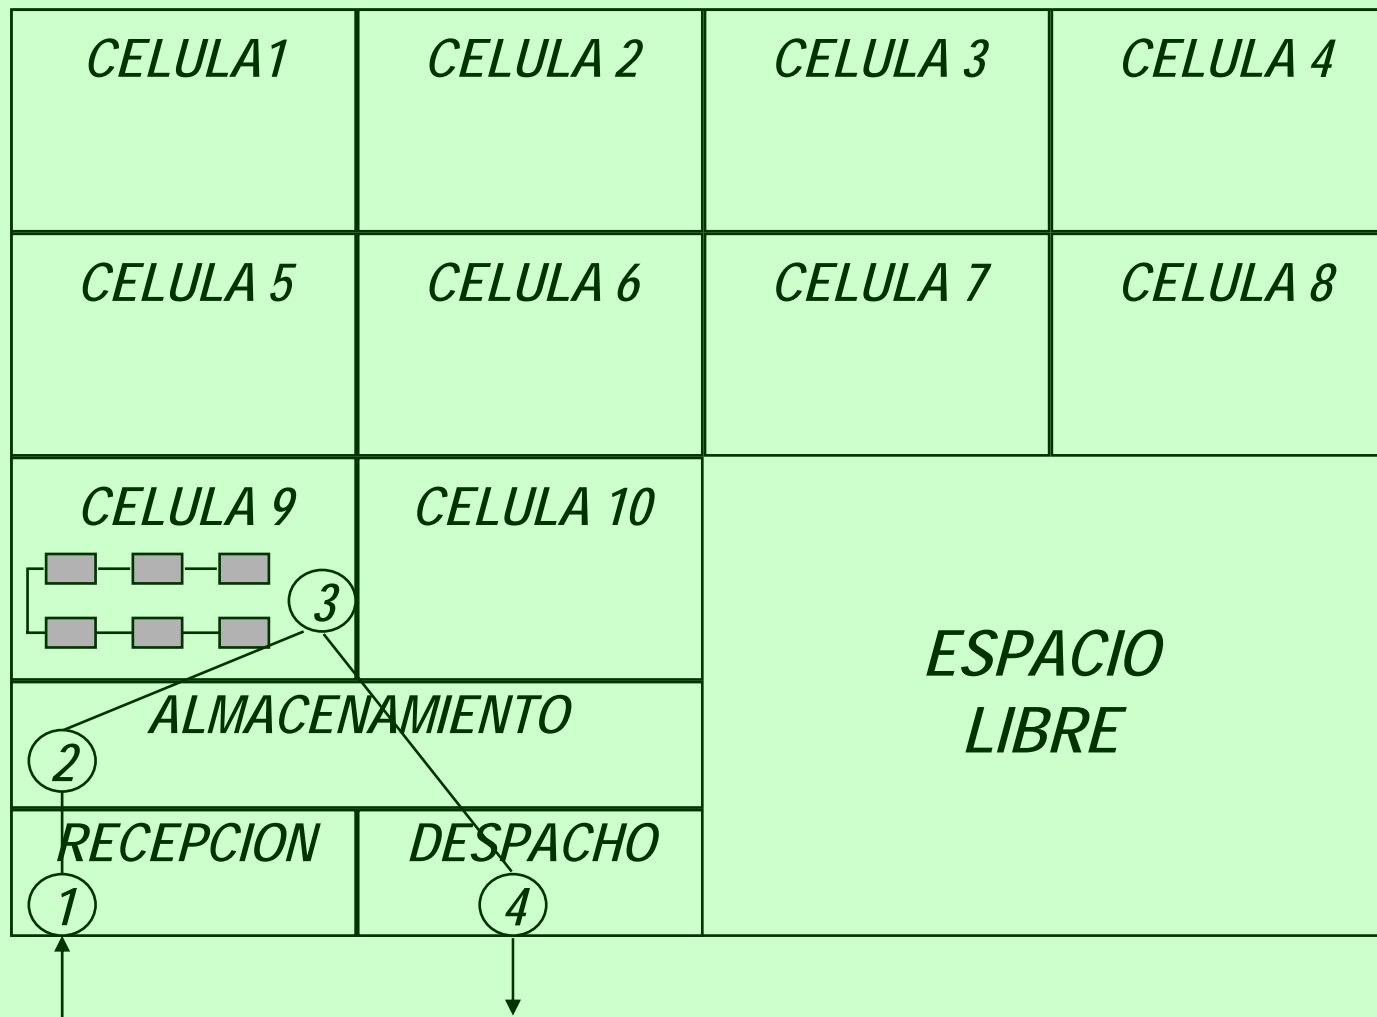 CELULA1
CELULA 2
CELULA 3
CELULA 4
CELULA 5
CELULA 6
CELULA 7
CELULA 8
CELULA 9
CELULA 10
3
ESPACIO
LIBRE
ALMACENAMIENTO
2
RECEPCION
DESPACHO
1
4